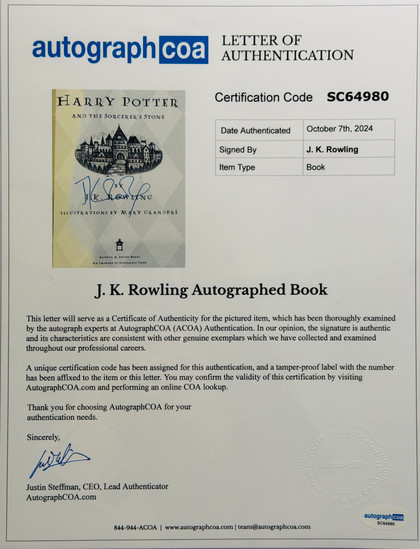 autographcoa
LETTER OF
AUTHENTICATION
Certification Code SC64980
Date Authenticated October 7th, 2024
Signed By J. K. Rowling
Item Type Book
HARRY POTTER
AND THE SORCERER'S STONE
BY
J. K. ROWLING
ILLUSTRATIONS BY MARY GRANDPRÉ
J. K. Rowling Autographed Book
This letter will serve as a Certificate of Authenticity for the pictured item, which has been thoroughly examined
by the autograph experts at AutographCOA (ACOA) Authentication. In our opinion, the signature is authentic
and its characteristics are consistent with other genuine exemplars which we have collected and examined
throughout our professional careers.
A unique certification code has been assigned for this authentication, and a tamper-proof label with the number
has been affixed to the item or this letter. You may confirm the validity of this certification by visiting
AutographCOA.com and performing an online COA lookup.
Thank you for choosing AutographCOA for your
authentication needs.
Sincerely,
Justin Steffman, CEO, Lead Authenticator
AutographCOA.com
844-944-ACOA | www.autographcoa.com | team@autographcoa.com
autographcoa
SC64980